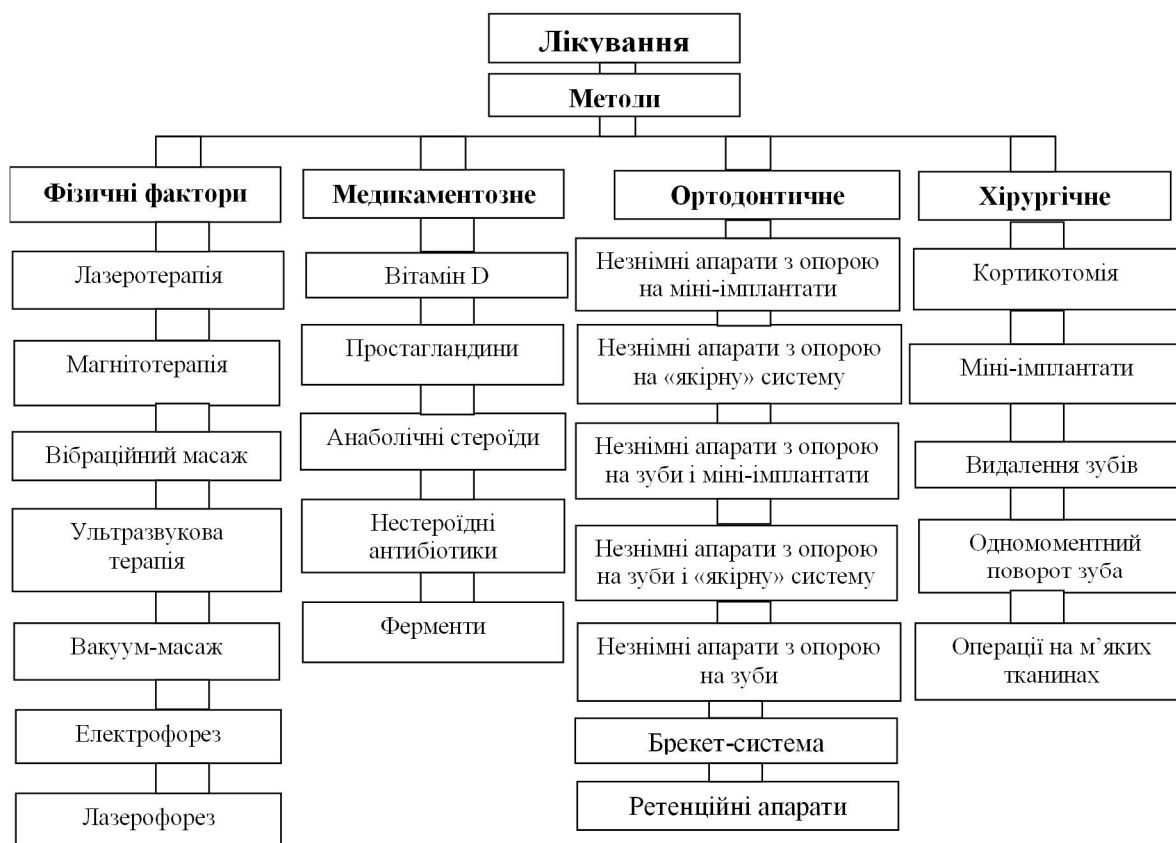 Лікування
Методи
Фізичні фактори
Лазеротерапія
Магнітотерапія
Вібраційний масаж
Ультразвукова
терапія
Вакуум-масаж
Електрофорез
Лазерофорез
Медикаментозне
Вітамін D
Простагландини
Анаболічні стероїди
Нестероїдні
антибіотики
Ферменти
Ортодонтичне
Незнімні апарати з опорою
на міні-імплантати
Незнімні апарати з опорою
на «якірну» систему
Незнімні апарати з опорою
на зуби і міні-імплантати
Незнімні апарати з опорою
на зуби і «якірну» систему
Незнімні апарати з опорою
на зуби
Брекет-система
Ретенційні апарати
Хірургічне
Кортикотомія
Міні-імплантати
Видалення зубів
Одномоментний
поворот зуба
Операції на м’яких
тканинах